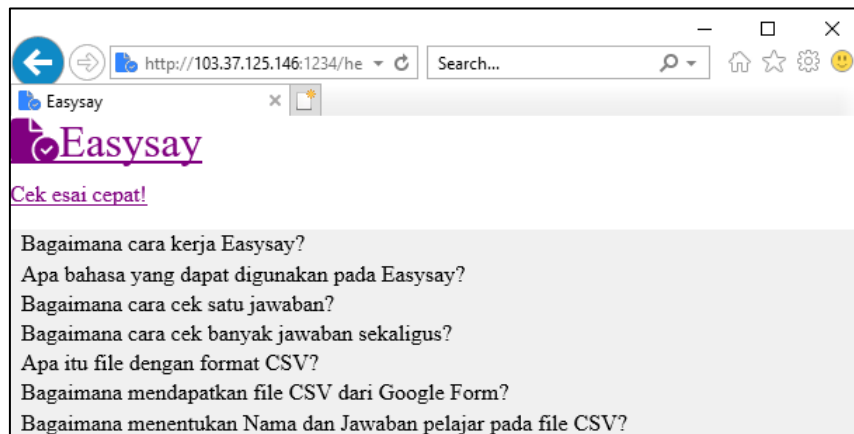 http://103.37.125.146:1234/he
Search...
Easysay
Easysay
Cek esai cepat!
Bagaimana cara kerja Easysay?
Apa bahasa yang dapat digunakan pada Easysay?
Bagaimana cara cek satu jawaban?
Bagaimana cara cek banyak jawaban sekaligus?
Apa itu file dengan format CSV?
Bagaimana mendapatkan file CSV dari Google Form?
Bagaimana menentukan Nama dan Jawaban pelajar pada file CSV?